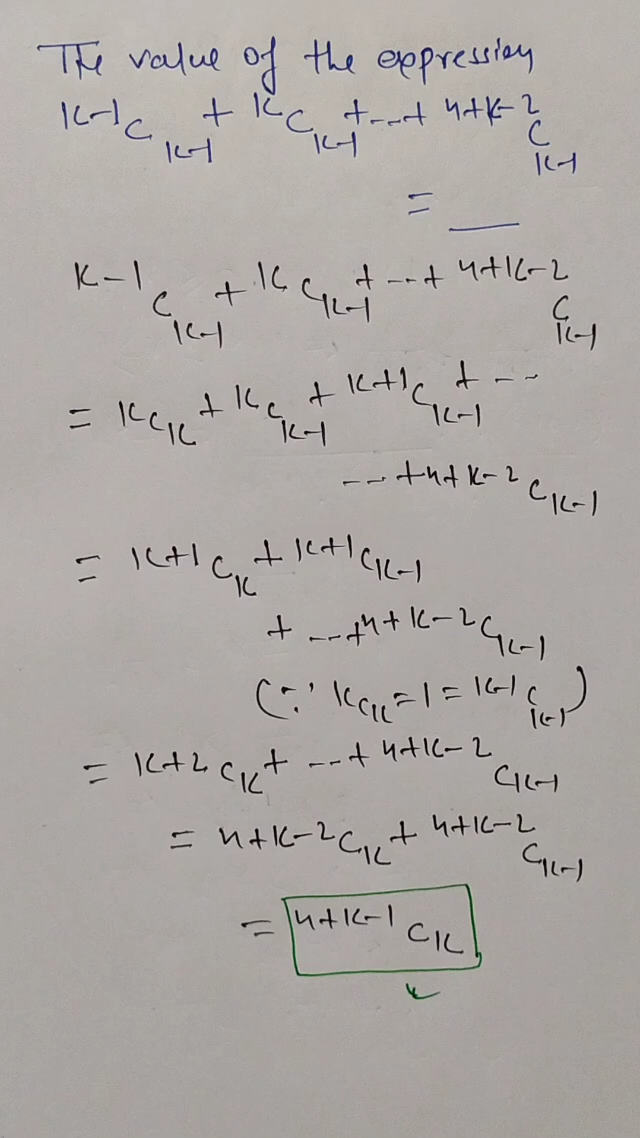 The value of the expression
ᴷ⁻¹C_{K-1} + ᴷC_{K-1} + --- + ⁿ⁺ᴷ⁻²C_{K-1}
= __
ᴷ⁻¹C_{K-1} + ᴷC_{K-1} + --- + ⁿ⁺ᴷ⁻²C_{K-1}
= ᴷC_K + ᴷC_{K-1} + ᴷ⁺¹C_{K-1} + --
--- + ⁿ⁺ᴷ⁻²C_{K-1}
= ᴷ⁺¹C_K + ᴷ⁺¹C_{K-1}
+ --- + ⁿ⁺ᴷ⁻²C_{K-1}
(∵ ᴷC_K = 1 = ᴷ⁻¹C_{K-1})
= ᴷ⁺²C_K + --- + ⁿ⁺ᴷ⁻²C_{K-1}
= ⁿ⁺ᴷ⁻²C_K + ⁿ⁺ᴷ⁻²C_{K-1}
= ⁿ⁺ᴷ⁻¹C_K